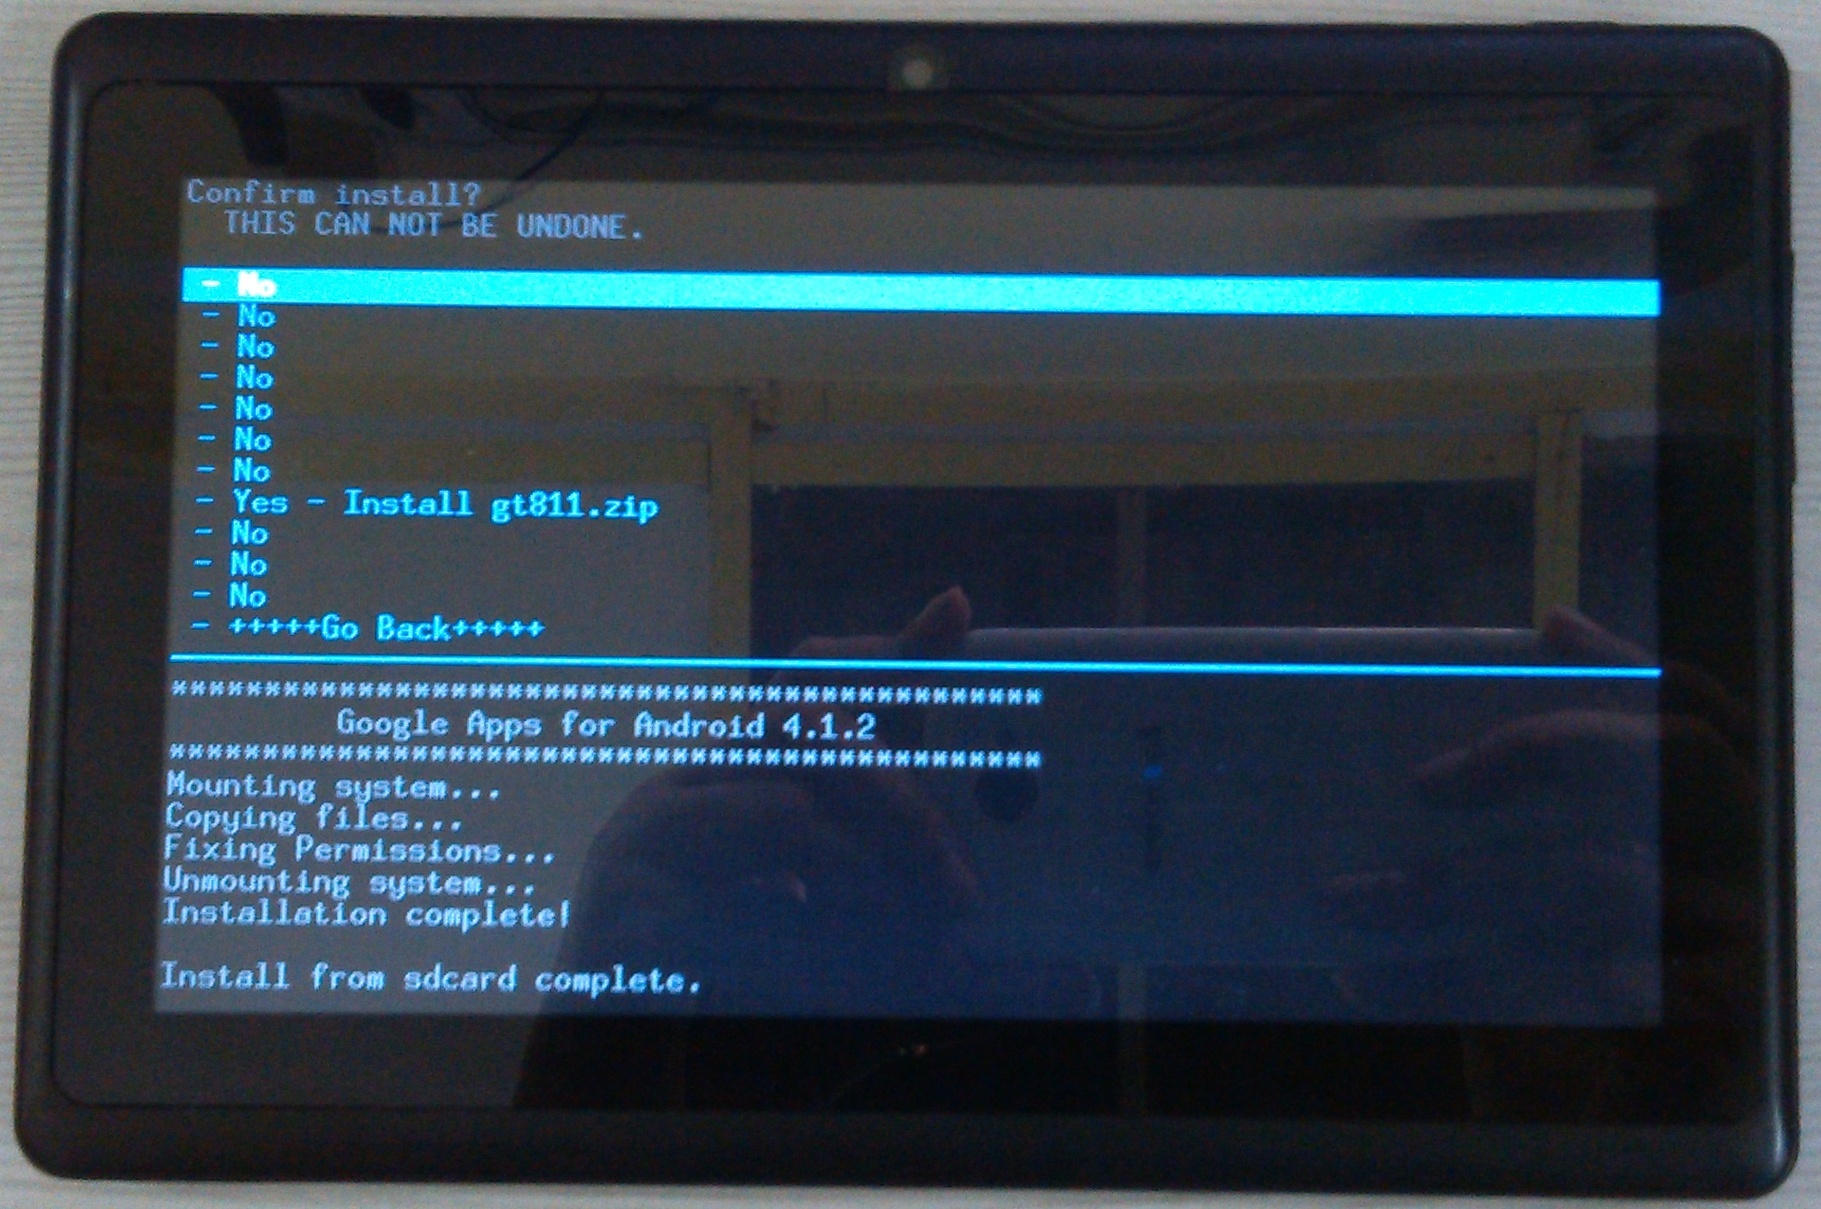 Confirm install?
THIS CAN NOT BE UNDONE.
- No
- No
- No
- No
- No
- No
- No
- Yes - Install gt811.zip
- No
- No
- No
- +++++Go Back+++++
***********************************************
Google Apps for Android 4.1.2
***********************************************
Mounting system...
Copying files...
Fixing Permissions...
Unmounting system...
Installation complete!
Install from sdcard complete.